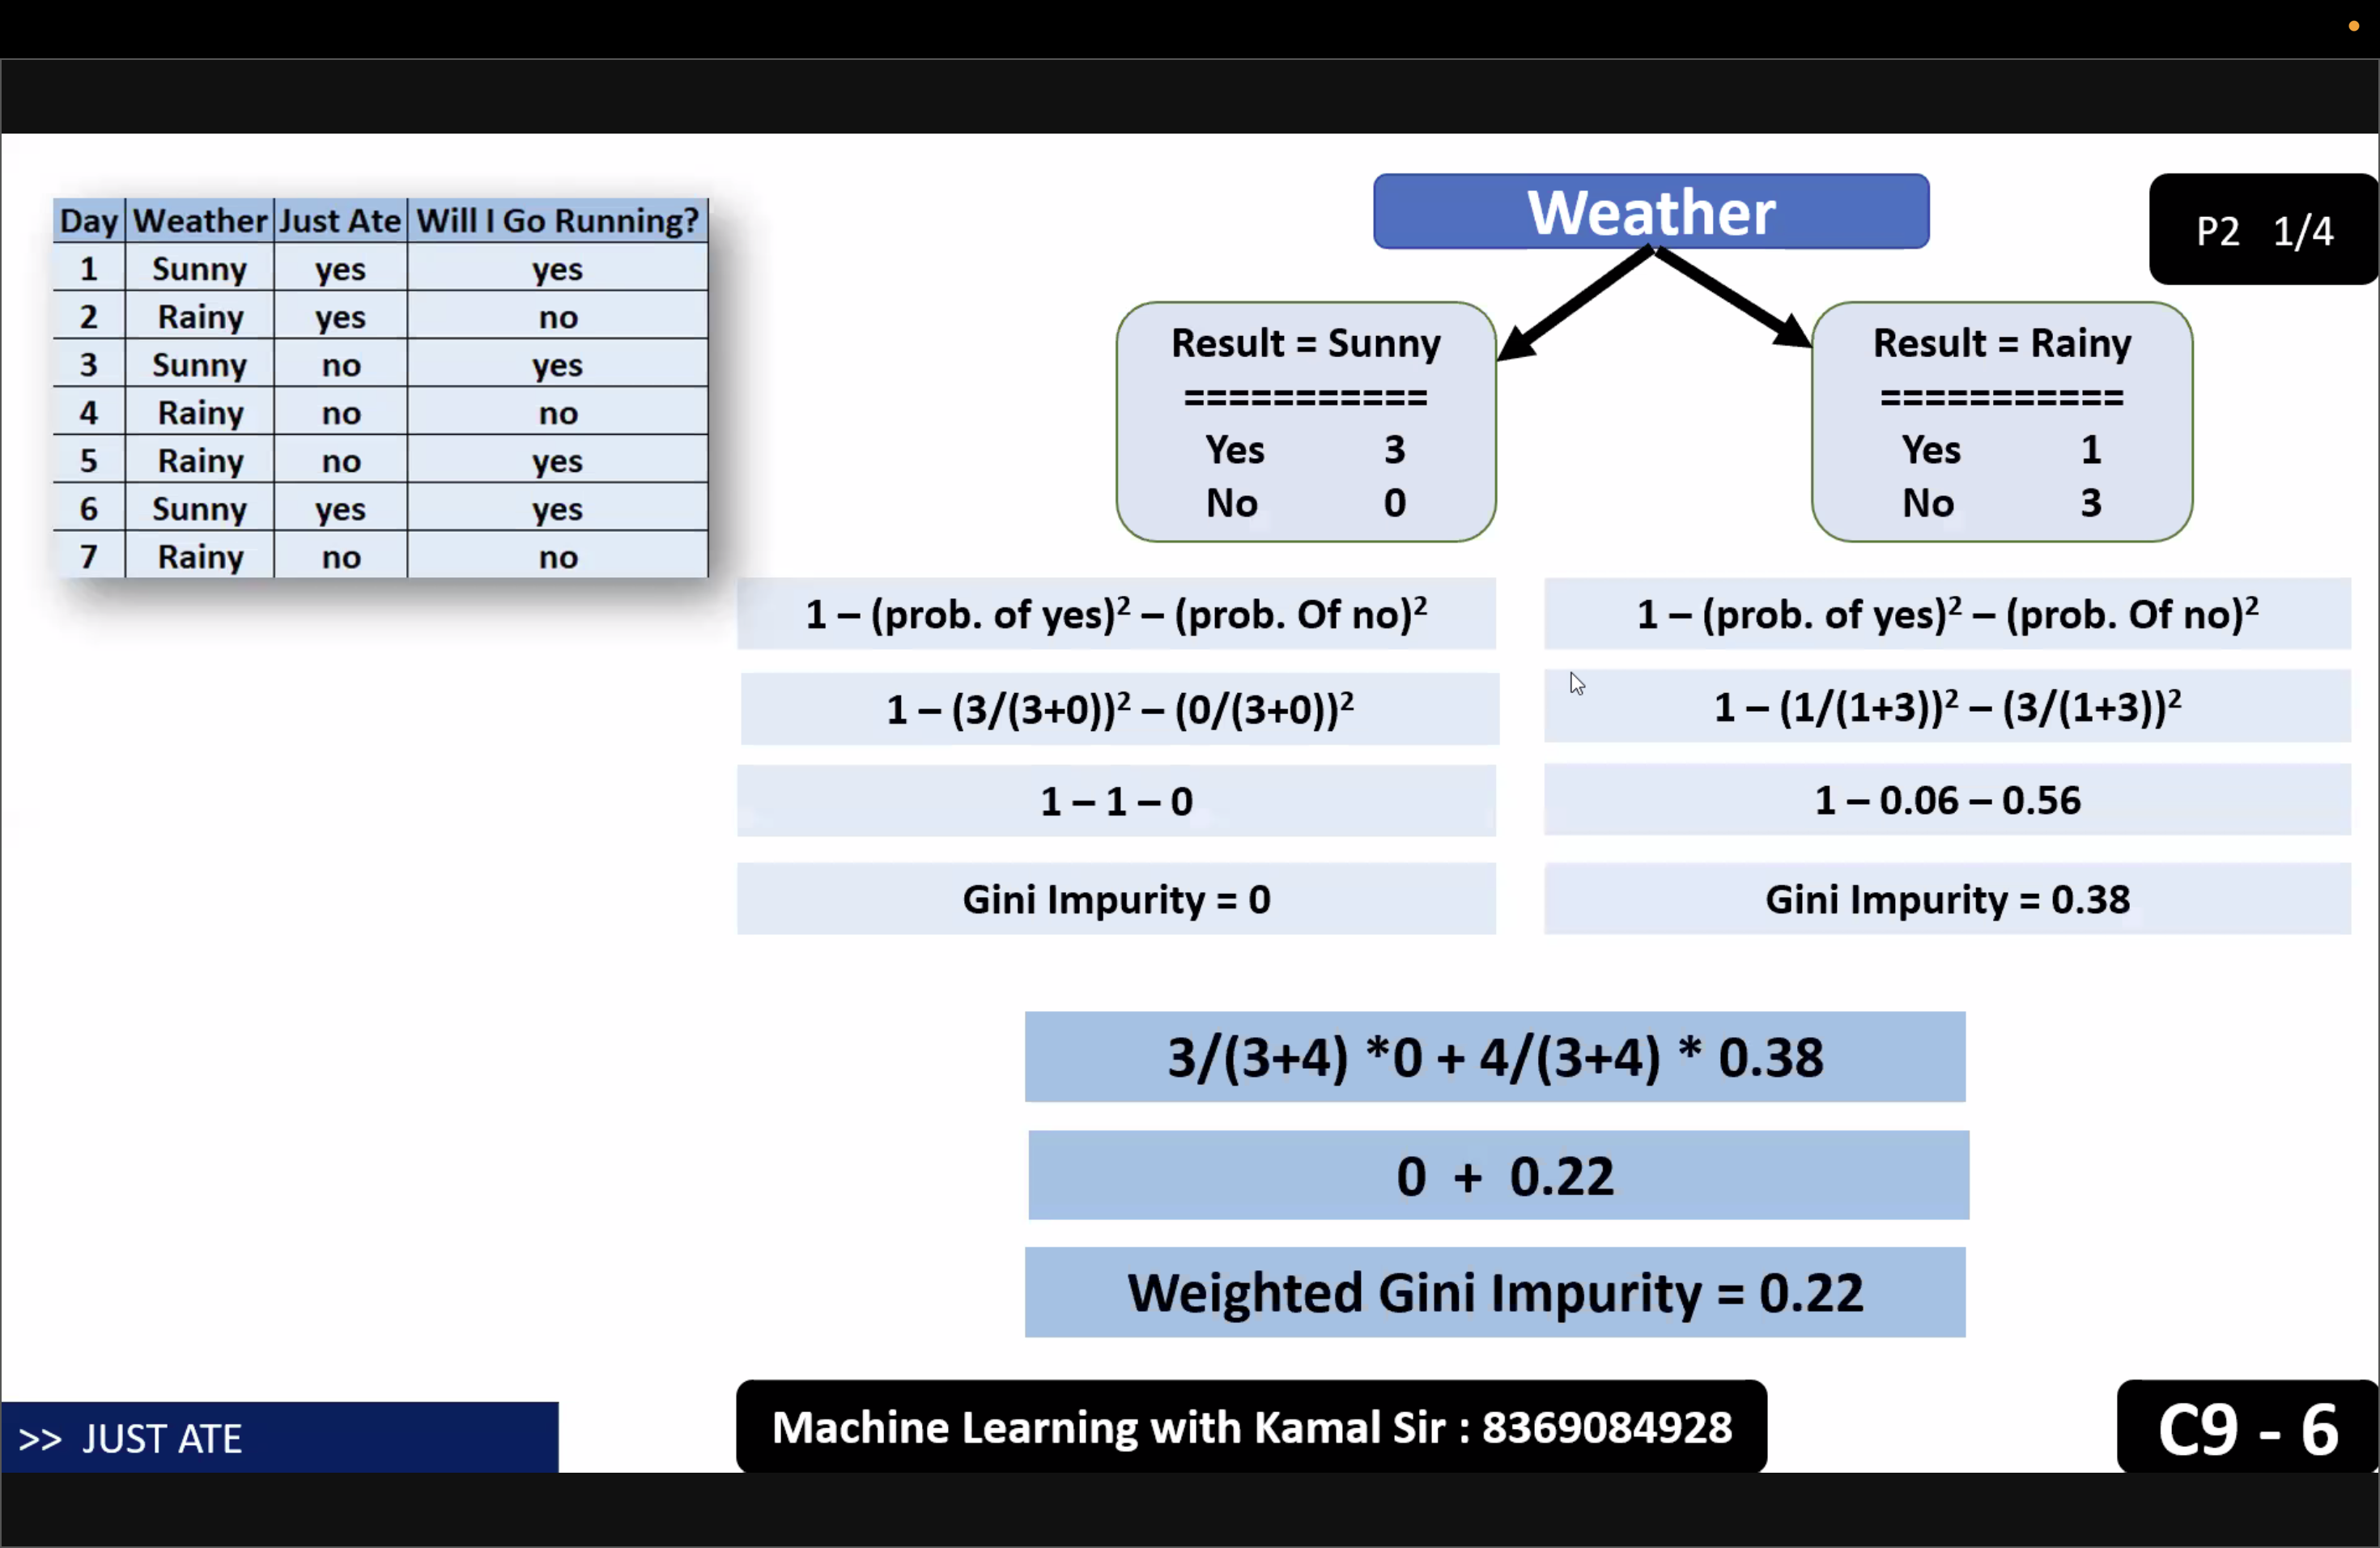 Day Weather Just Ate Will I Go Running?
1 Sunny yes yes
2 Rainy yes no
3 Sunny no yes
4 Rainy no no
5 Rainy no yes
6 Sunny yes yes
7 Rainy no no
Weather
P2 1/4
Result = Sunny
===========
Yes 3
No 0
Result = Rainy
===========
Yes 1
No 3
1 – (prob. of yes)² – (prob. Of no)²
1 – (3/(3+0))² – (0/(3+0))²
1 – 1 – 0
Gini Impurity = 0
1 – (prob. of yes)² – (prob. Of no)²
1 – (1/(1+3))² – (3/(1+3))²
1 – 0.06 – 0.56
Gini Impurity = 0.38
3/(3+4) *0 + 4/(3+4) * 0.38
0 + 0.22
Weighted Gini Impurity = 0.22
>> JUST ATE
Machine Learning with Kamal Sir : 8369084928
C9 - 6